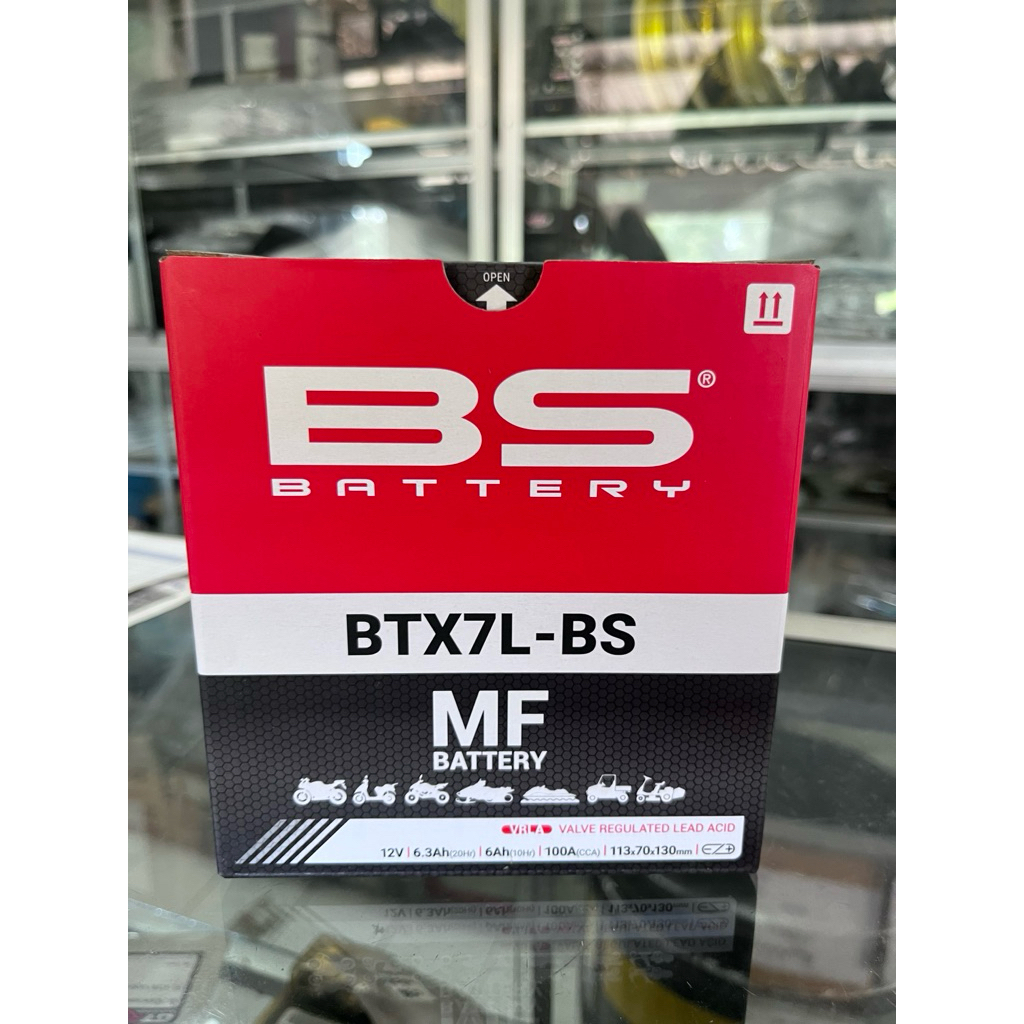 OPEN
BS®
BATTERY
BTX7L-BS
MF
BATTERY
VRLA VALVE REGULATED LEAD ACID
12V | 6.3Ah(20Hr) | 6Ah(10Hr) | 100A(CCA) | 113x70x130mm |